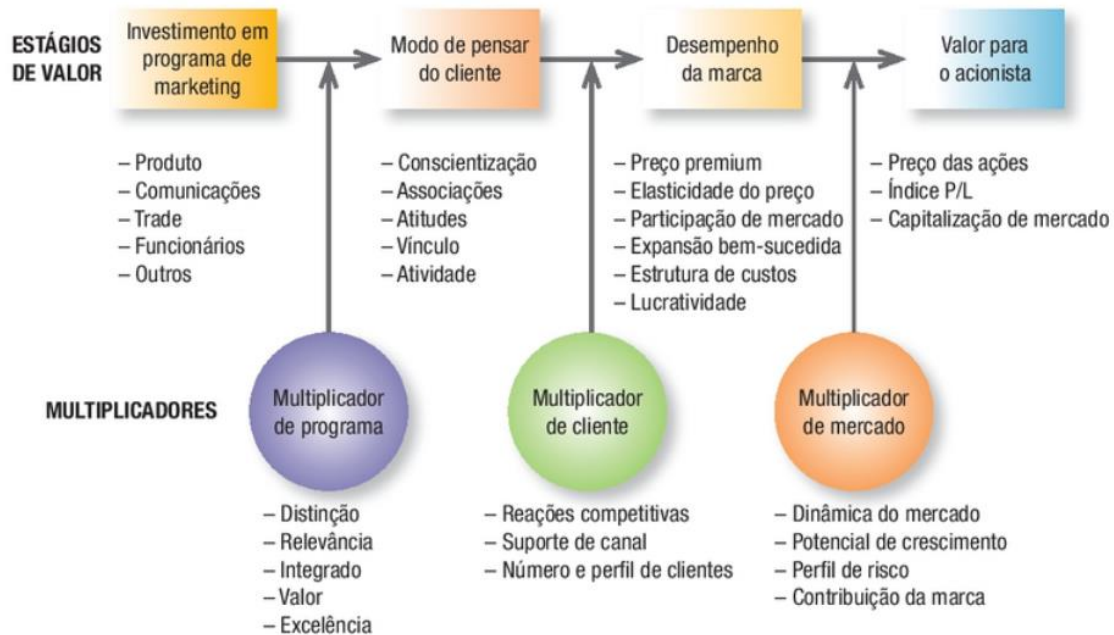 ESTÁGIOS
DE VALOR
Investimento em
programa de
marketing
Modo de pensar
do cliente
Desempenho
da marca
Valor para
o acionista
– Produto
– Comunicações
– Trade
– Funcionários
– Outros
– Conscientização
– Associações
– Atitudes
– Vínculo
– Atividade
– Preço premium
– Elasticidade do preço
– Participação de mercado
– Expansão bem-sucedida
– Estrutura de custos
– Lucratividade
– Preço das ações
– Índice P/L
– Capitalização de mercado
MULTIPLICADORES
Multiplicador
de programa
Multiplicador
de cliente
Multiplicador
de mercado
– Distinção
– Relevância
– Integrado
– Valor
– Excelência
– Reações competitivas
– Suporte de canal
– Número e perfil de clientes
– Dinâmica do mercado
– Potencial de crescimento
– Perfil de risco
– Contribuição da marca